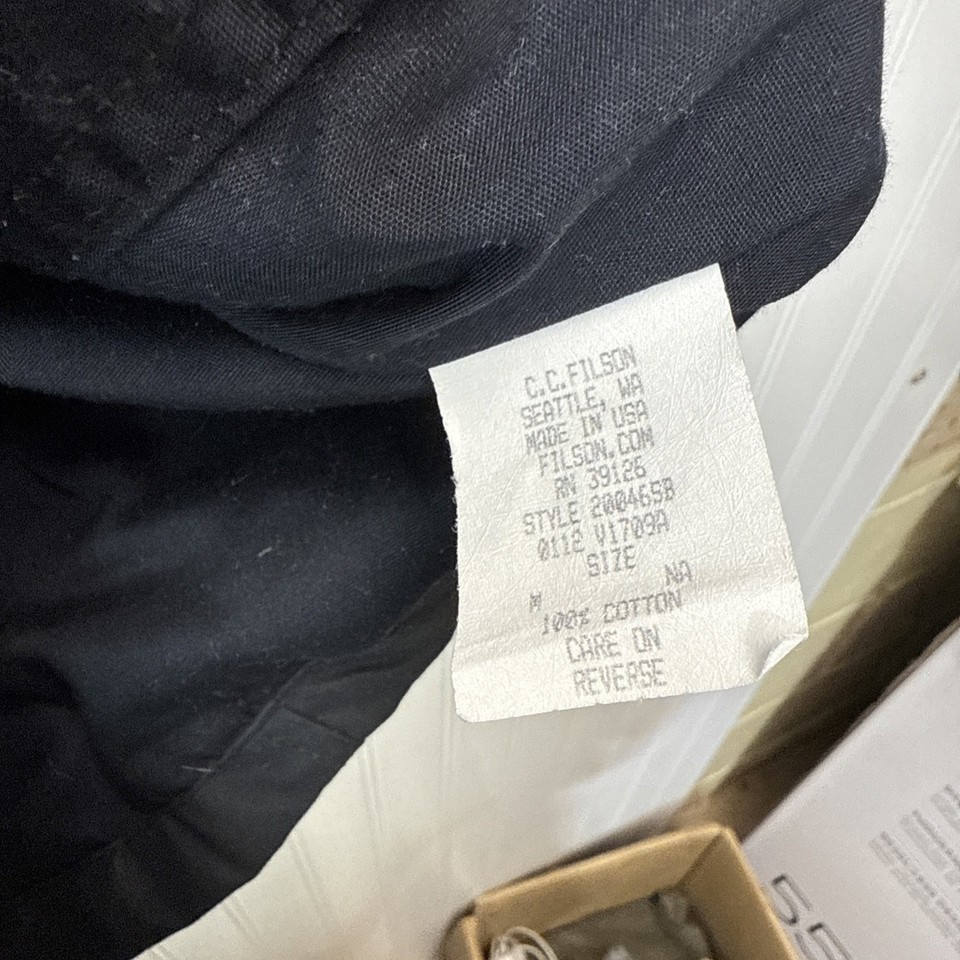 C.C.FILSON
SEATTLE, WA
MADE IN USA
FILSON.COM
RN 39126
STYLE 20046SB
0112 V1709A
SIZE
M NA
100% COTTON
CARE ON
REVERSE